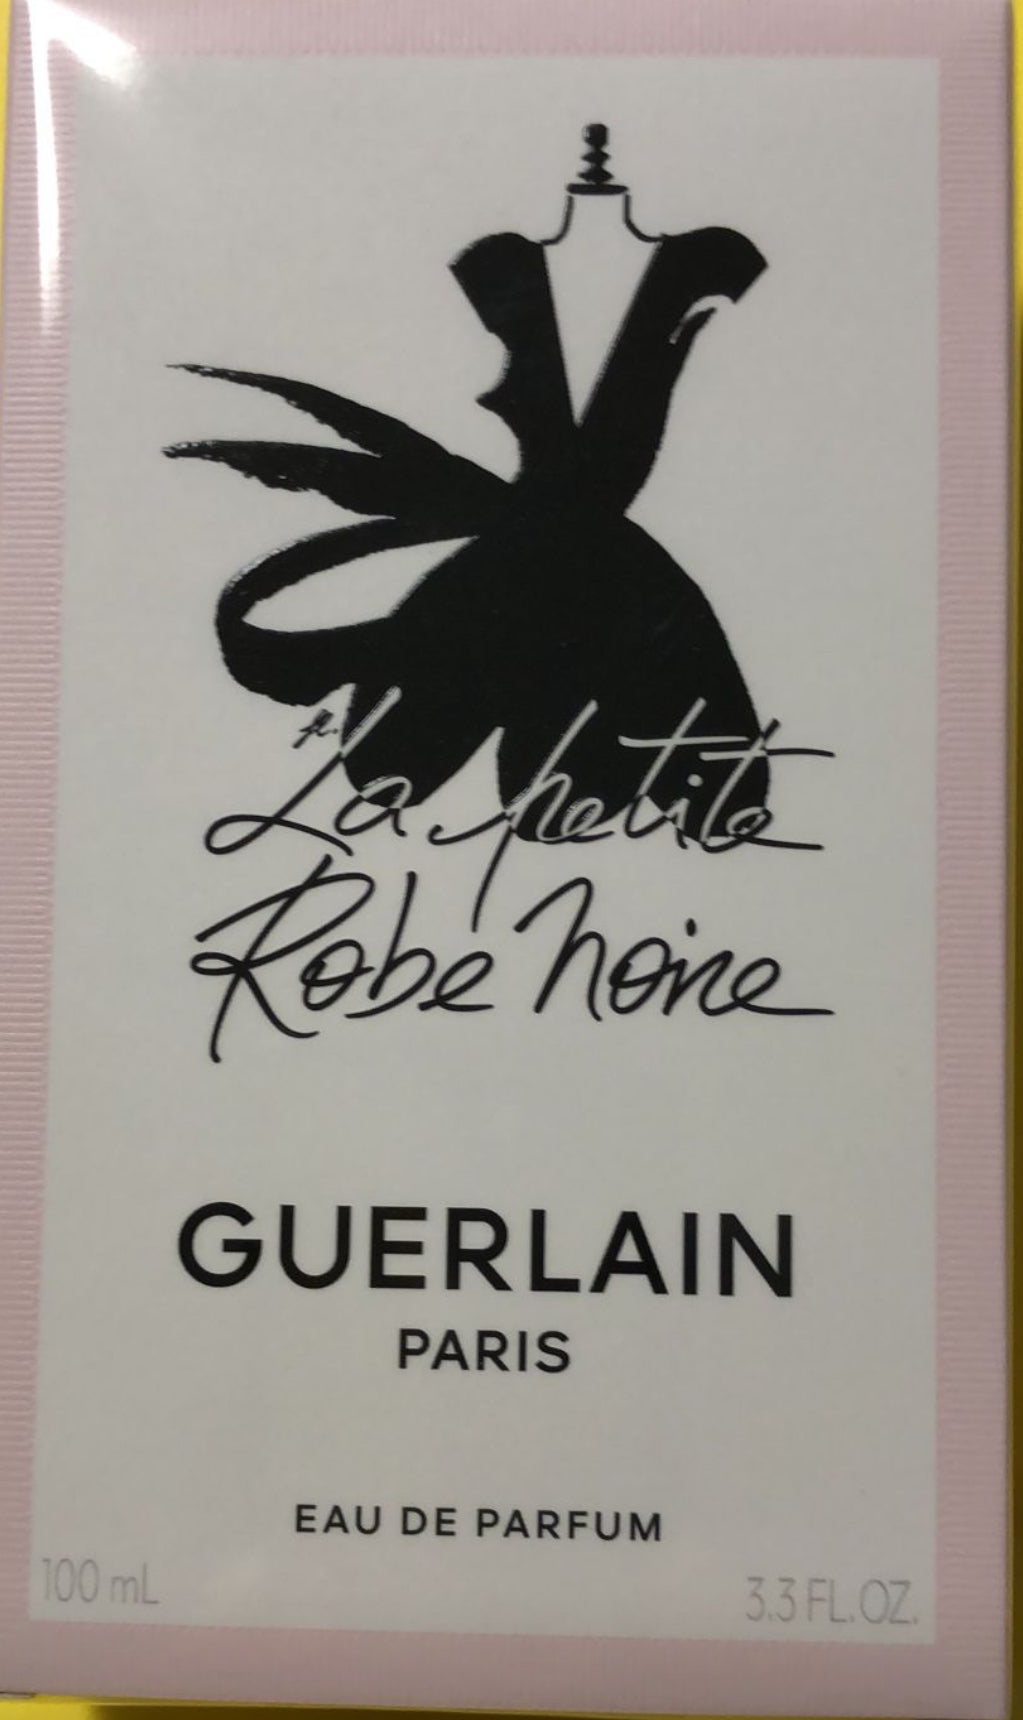 La petite
Robe Noire
GUERLAIN
PARIS
EAU DE PARFUM
100 mL
3.3 FL.OZ.